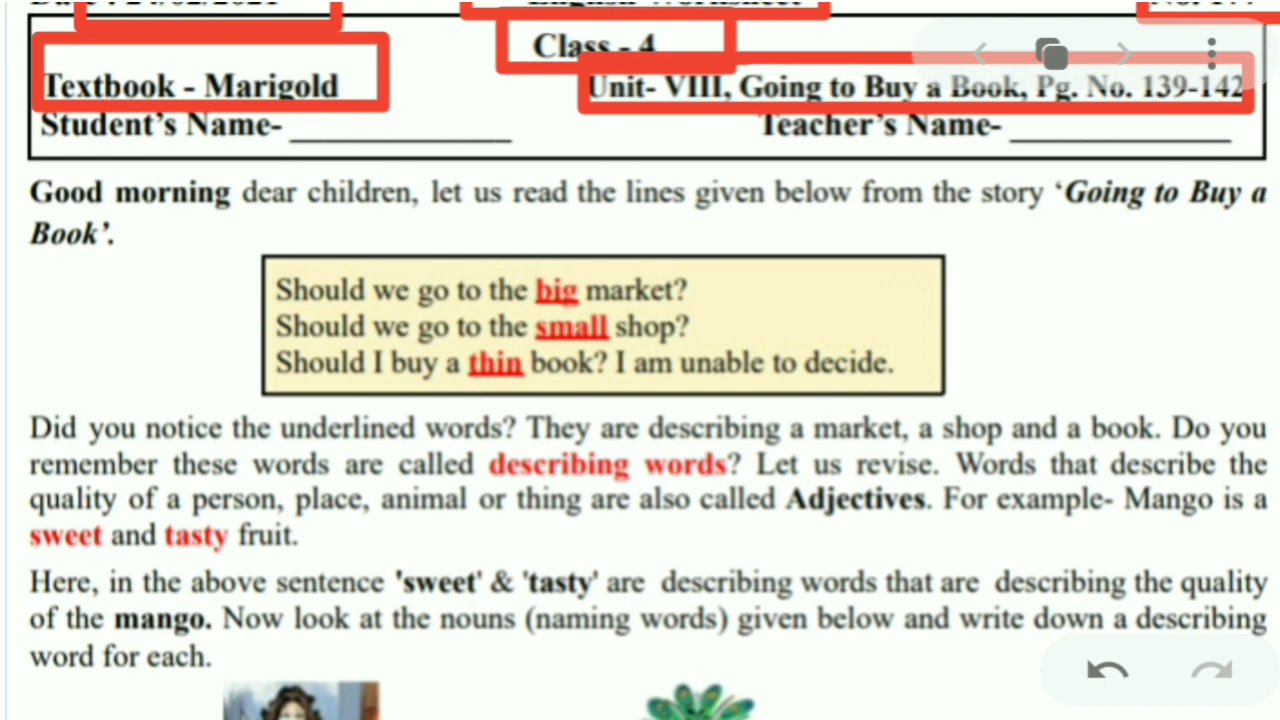 Class - 4
Textbook - Marigold
Unit- VIII, Going to Buy a Book, Pg. No. 139-142
Student's Name- ______________
Teacher's Name- ______________
Good morning dear children, let us read the lines given below from the story ‘Going to Buy a
Book’.
Should we go to the big market?
Should we go to the small shop?
Should I buy a thin book? I am unable to decide.
Did you notice the underlined words? They are describing a market, a shop and a book. Do you
remember these words are called describing words? Let us revise. Words that describe the
quality of a person, place, animal or thing are also called Adjectives. For example- Mango is a
sweet and tasty fruit.
Here, in the above sentence 'sweet' & 'tasty' are describing words that are describing the quality
of the mango. Now look at the nouns (naming words) given below and write down a describing
word for each.